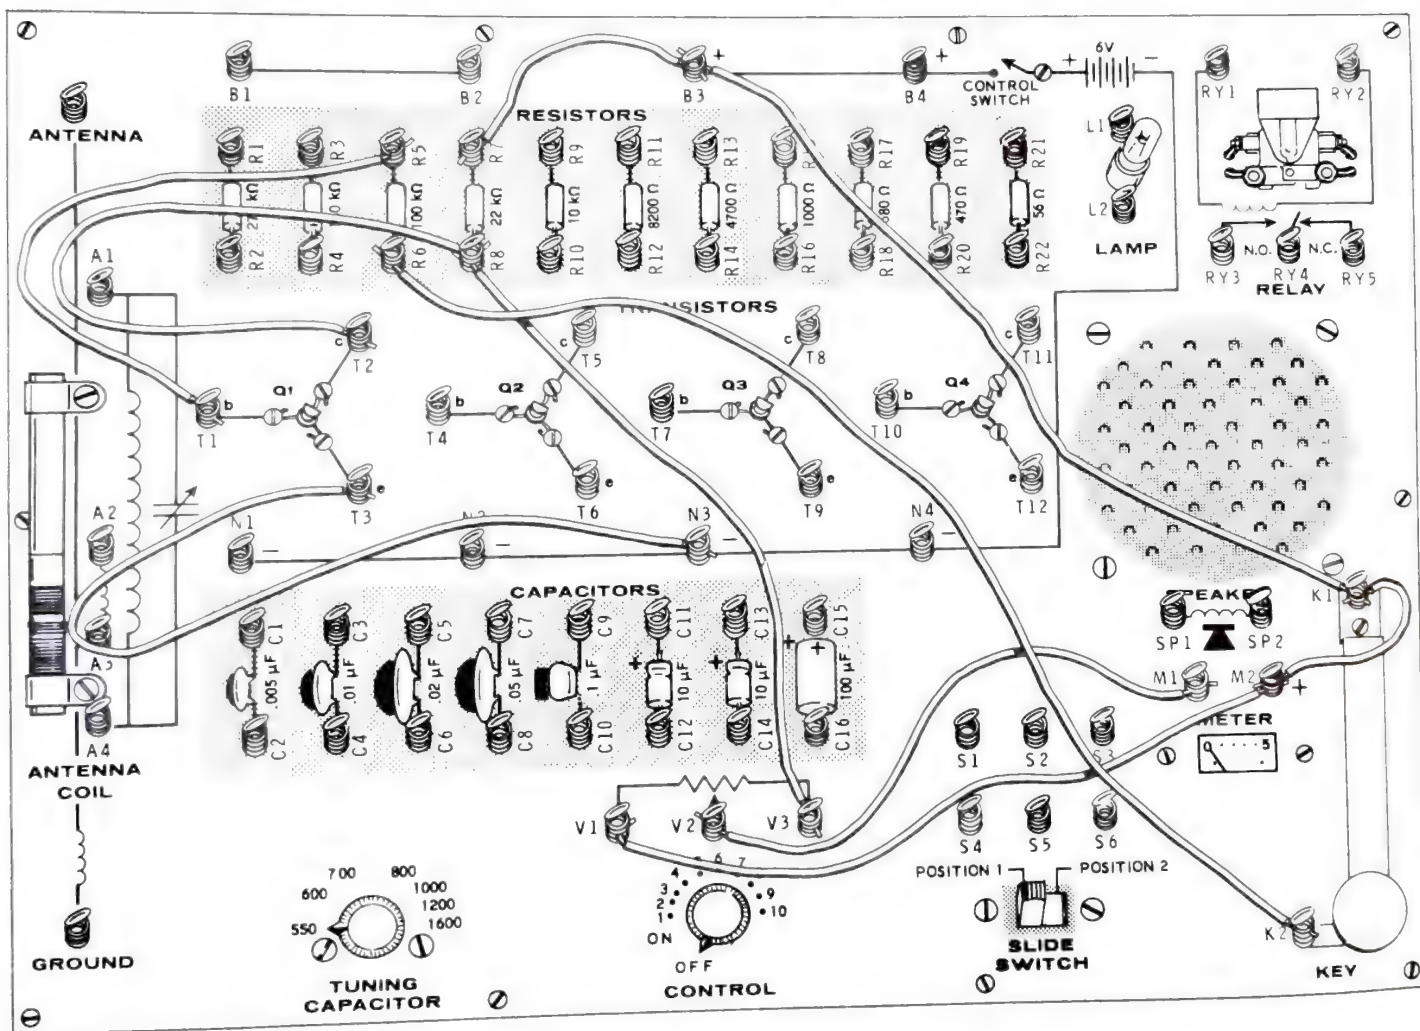 B1
B2
+
B3
+
B4
CONTROL
SWITCH
+
6V
−
RY1
RY2
ANTENNA
RESISTORS
R1
R3
R5
R9
R11
R13
R17
R19
R21
L1
100 kΩ
22 kΩ
10 kΩ
8200 Ω
4700 Ω
1000 Ω
470 Ω
56 Ω
L2
R2
R4
R6
R8
R10
R12
R14
R16
R18
R20
R22
LAMP
N.O.
N.C.
RY3
RY4
RY5
RELAY
A1
TRANSISTORS
c
T2
c
T5
c
T8
c
T11
Q1
Q2
Q3
Q4
b
T1
b
T4
b
T7
b
T10
e
T3
e
T6
e
T9
e
T12
A2
N1
−
−
N3
−
N4
−
CAPACITORS
K1
SP1
SP2
C1
C3
C5
C7
C9
C11
C13
C15
A3
.005 µF
.01 µF
.02 µF
.05 µF
.1 µF
+
10 µF
+
10 µF
+
+
100 µF
M1
M2
+
C2
C4
C6
C8
C10
C12
C14
C16
METER
0
5
A4
S1
S2
S3
ANTENNA
COIL
V1
V2
V3
S4
S5
S6
POSITION 1
POSITION 2
550
600
700
800
1000
1200
1600
ON
1
2
3
4
6
7
9
10
OFF
K2
GROUND
TUNING
CAPACITOR
CONTROL
SLIDE
SWITCH
KEY